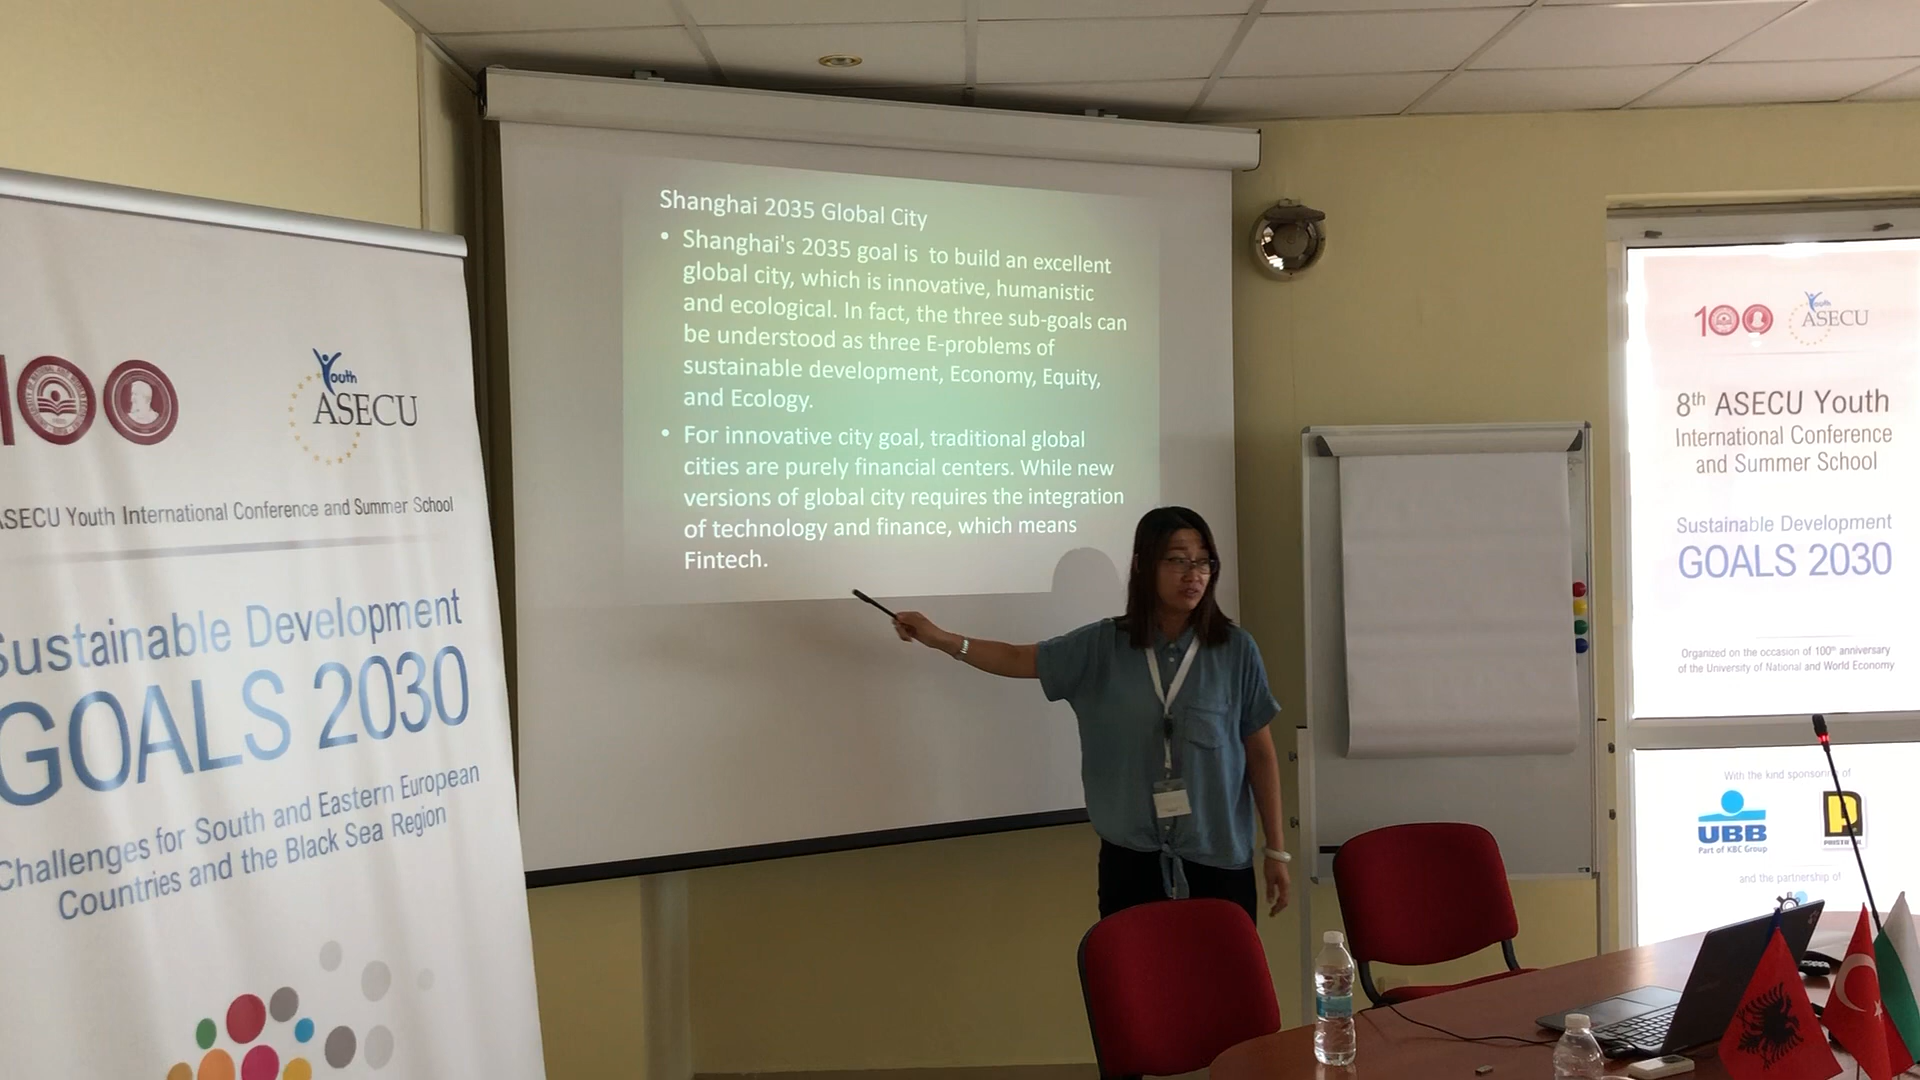 100
Youth
ASECU
ASECU Youth International Conference and Summer School
Sustainable Development
GOALS 2030
Challenges for South and Eastern European
Countries and the Black Sea Region
Shanghai 2035 Global City
• Shanghai's 2035 goal is to build an excellent
global city, which is innovative, humanistic
and ecological. In fact, the three sub-goals can
be understood as three E-problems of
sustainable development, Economy, Equity,
and Ecology.
• For innovative city goal, traditional global
cities are purely financial centers. While new
versions of global city requires the integration
of technology and finance, which means
Fintech.
100
Youth
ASECU
8th ASECU Youth
International Conference
and Summer School
Sustainable Development
GOALS 2030
Organized on the occasion of 100th anniversary
of the University of National and World Economy
With the kind sponsoring of
UBB
Part of KBC Group
and the partnership of